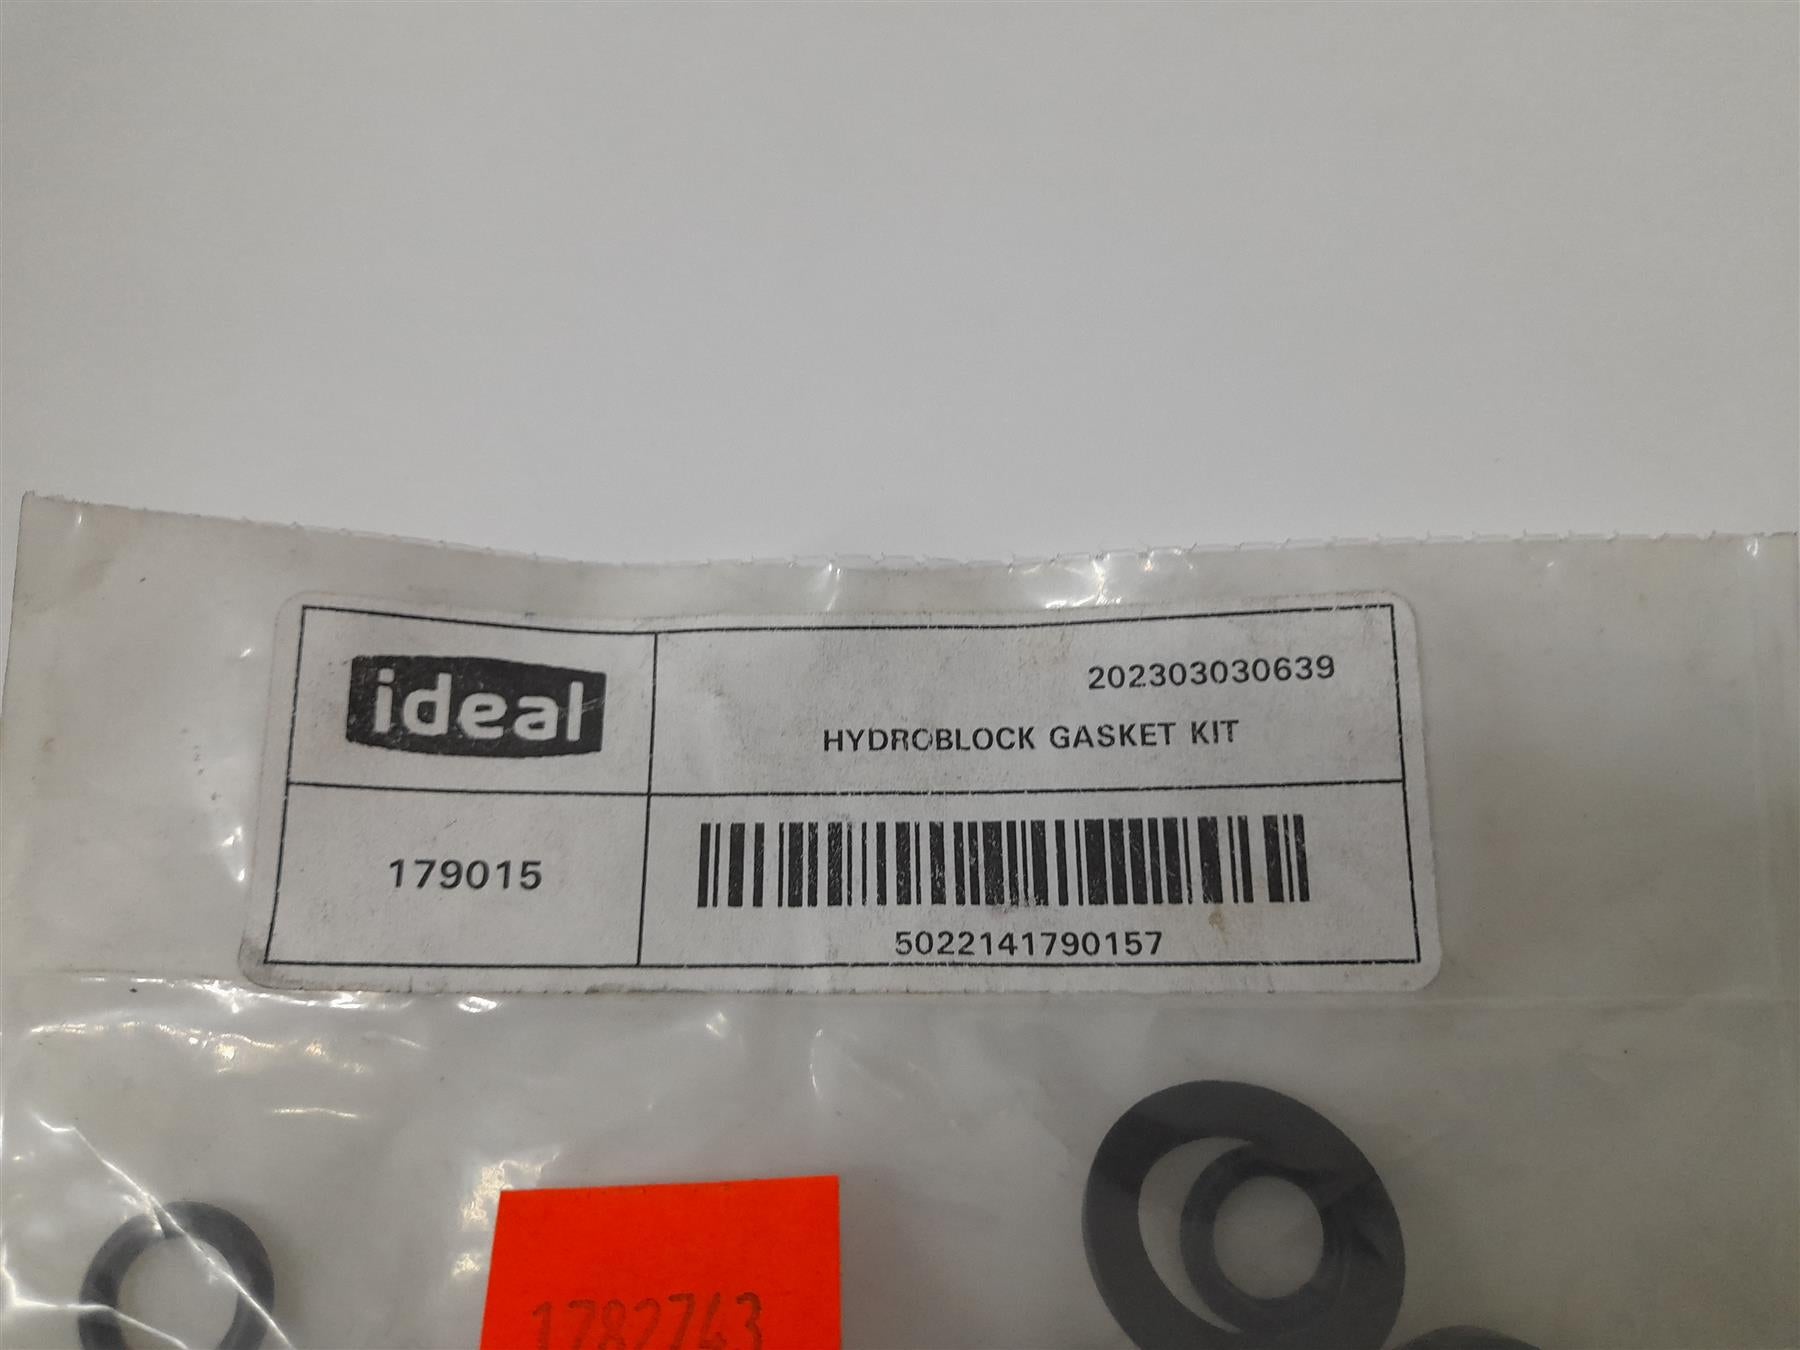 ideal
202303030639
HYDROBLOCK GASKET KIT
179015
5022141790157
1782743